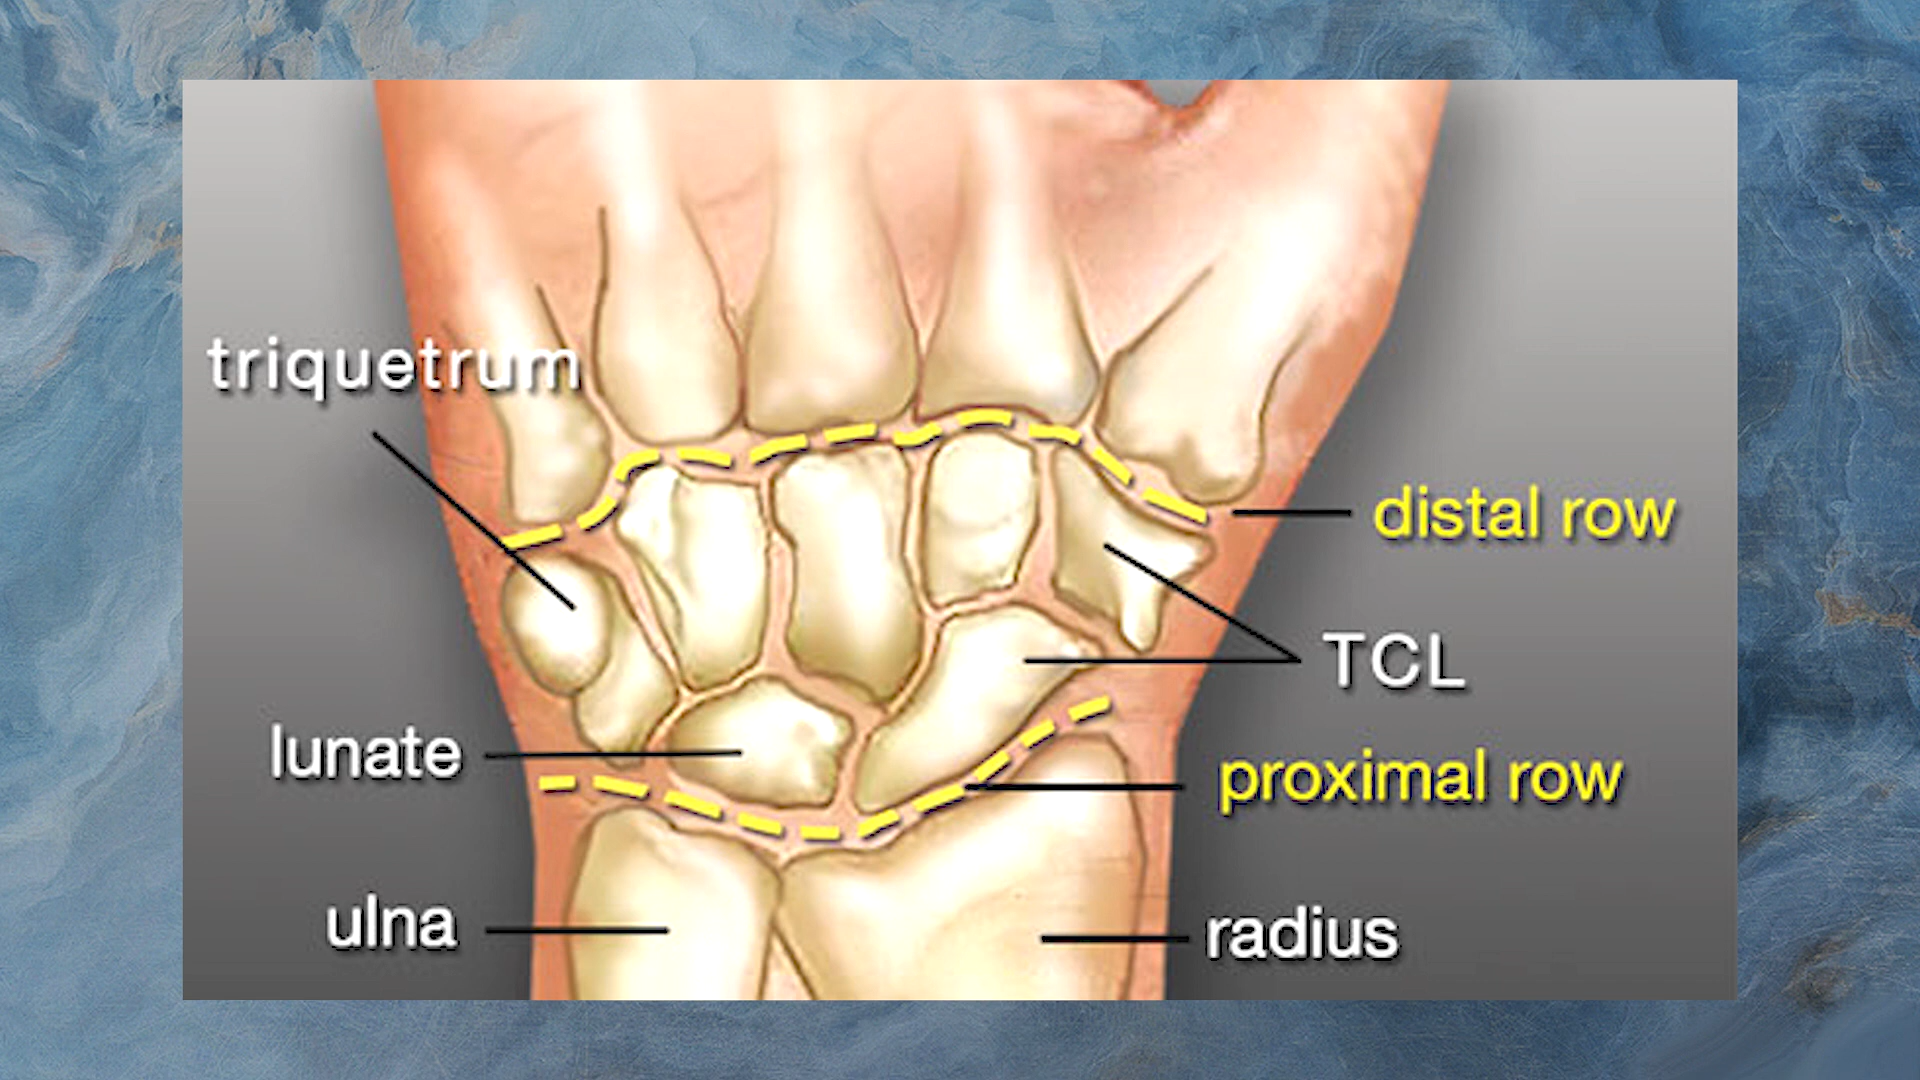 triquetrum
distal row
TCL
lunate
proximal row
ulna
radius